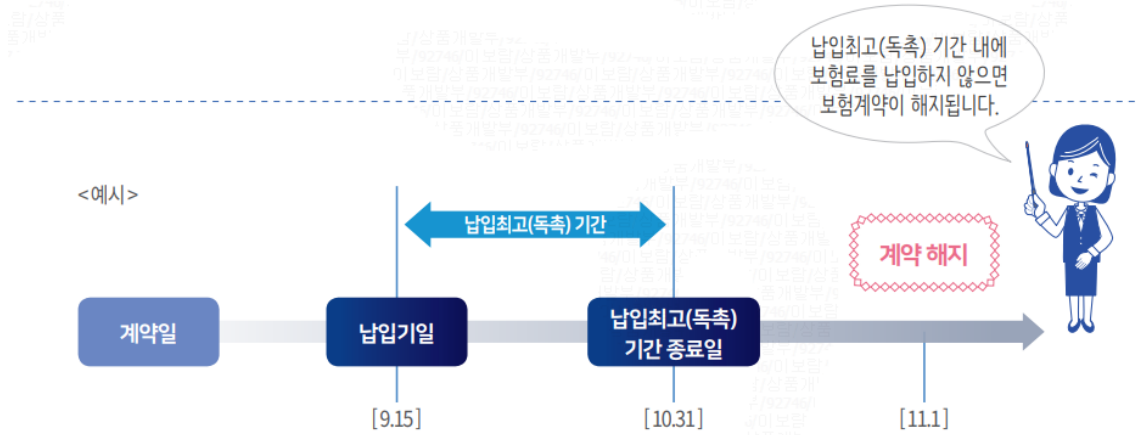 납입최고(독촉) 기간 내에
보험료를 납입하지 않으면
보험계약이 해지됩니다.
<예시>
납입최고(독촉) 기간
계약 해지
계약일
납입기일
납입최고(독촉)
기간 종료일
[9.15]
[10.31]
[11.1]